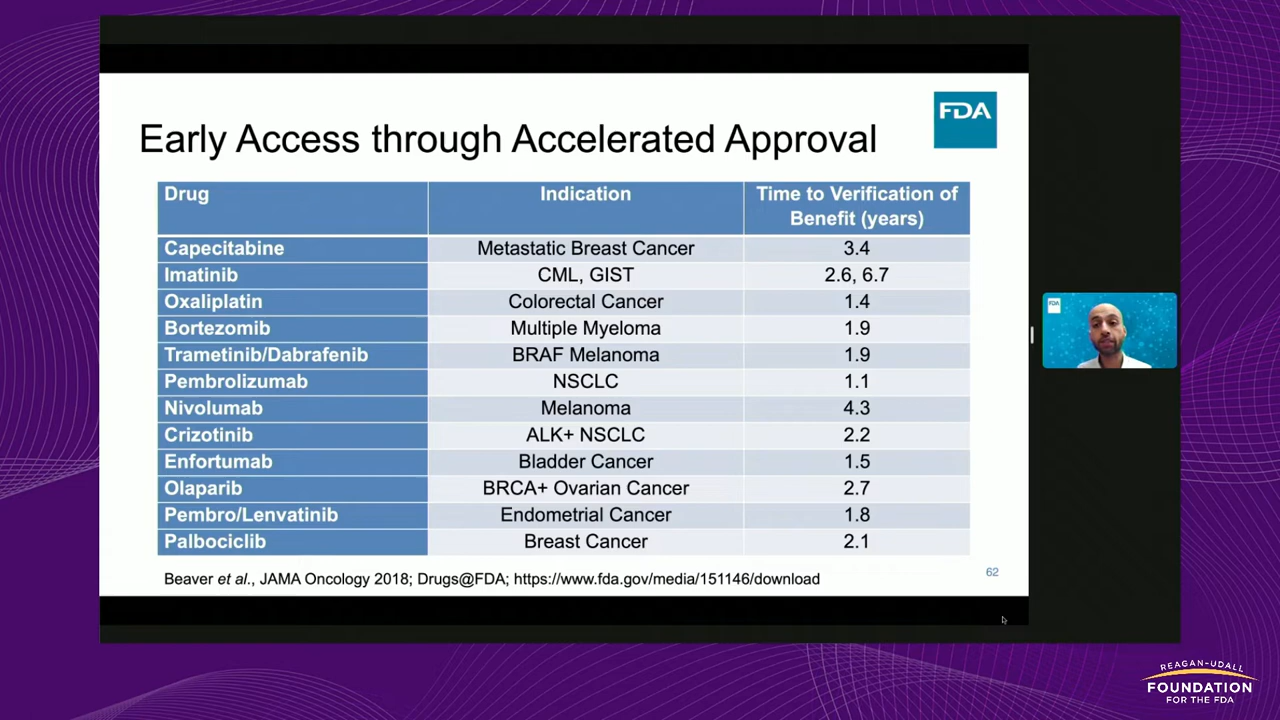 FDA
Early Access through Accelerated Approval
Drug Indication Time to Verification of Benefit (years)
Capecitabine Metastatic Breast Cancer 3.4
Imatinib CML, GIST 2.6, 6.7
Oxaliplatin Colorectal Cancer 1.4
Bortezomib Multiple Myeloma 1.9
Trametinib/Dabrafenib BRAF Melanoma 1.9
Pembrolizumab NSCLC 1.1
Nivolumab Melanoma 4.3
Crizotinib ALK+ NSCLC 2.2
Enfortumab Bladder Cancer 1.5
Olaparib BRCA+ Ovarian Cancer 2.7
Pembro/Lenvatinib Endometrial Cancer 1.8
Palbociclib Breast Cancer 2.1
Beaver et al., JAMA Oncology 2018; Drugs@FDA; https://www.fda.gov/media/151146/download
62
FDA
REAGAN-UDALL
FOUNDATION
FOR THE FDA